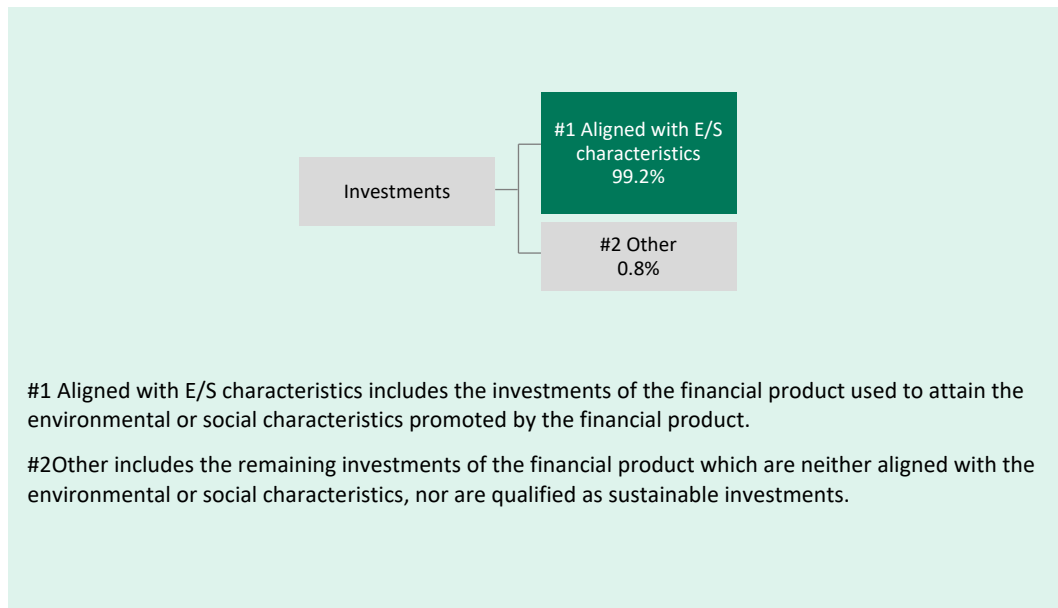 #1 Aligned with E/S
characteristics
99.2%
Investments
#2 Other
0.8%
#1 Aligned with E/S characteristics includes the investments of the financial product used to attain the
environmental or social characteristics promoted by the financial product.
#2Other includes the remaining investments of the financial product which are neither aligned with the
environmental or social characteristics, nor are qualified as sustainable investments.